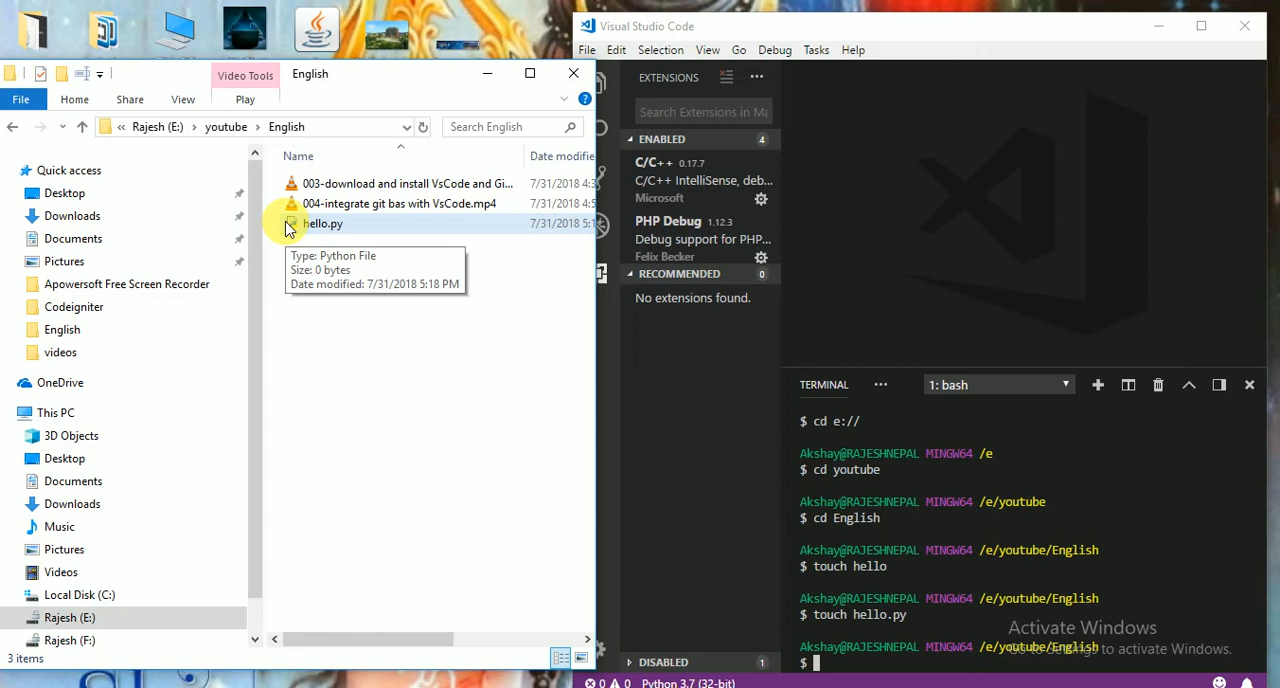 Video Tools
English
File
Home
Share
View
Play
« Rajesh (E:) › youtube › English
Search English
Quick access
Desktop
Downloads
Documents
Pictures
Apowersoft Free Screen Recorder
Codeigniter
English
videos
OneDrive
This PC
3D Objects
Desktop
Documents
Downloads
Music
Pictures
Videos
Local Disk (C:)
Rajesh (E:)
Rajesh (F:)
3 items
Name
Date modifie
003-download and install VsCode and Gi...
7/31/2018 4:3
004-integrate git bas with VsCode.mp4
7/31/2018 4:5
hello.py
7/31/2018 5:1
Type: Python File
Size: 0 bytes
Date modified: 7/31/2018 5:18 PM
Visual Studio Code
File Edit Selection View Go Debug Tasks Help
EXTENSIONS
Search Extensions in Ma
ENABLED 4
C/C++ 0.17.7
C/C++ IntelliSense, deb...
Microsoft
PHP Debug 1.12.3
Debug support for PHP...
Felix Becker
RECOMMENDED 0
No extensions found.
DISABLED 1
TERMINAL
1: bash
$ cd e://
Akshay@RAJESHNEPAL MINGW64 /e
$ cd youtube
Akshay@RAJESHNEPAL MINGW64 /e/youtube
$ cd English
Akshay@RAJESHNEPAL MINGW64 /e/youtube/English
$ touch hello
Akshay@RAJESHNEPAL MINGW64 /e/youtube/English
$ touch hello.py
Akshay@RAJESHNEPAL MINGW64 /e/youtube/English
$
Activate Windows
Go to Settings to activate Windows.
0 0 Python 3.7 (32-bit)